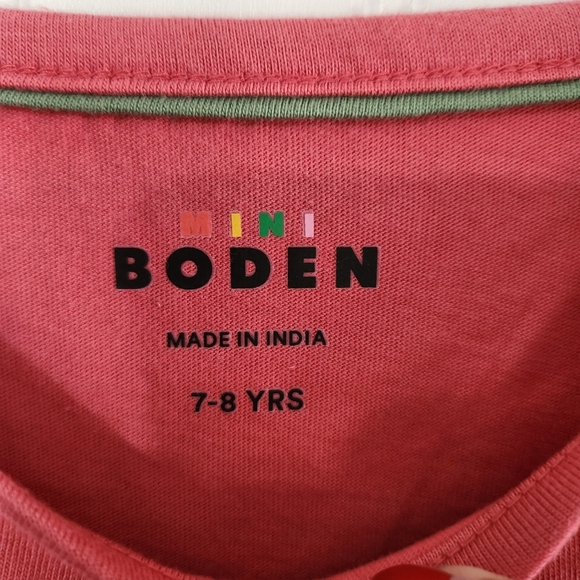 MINI
BODEN
MADE IN INDIA
7-8 YRS